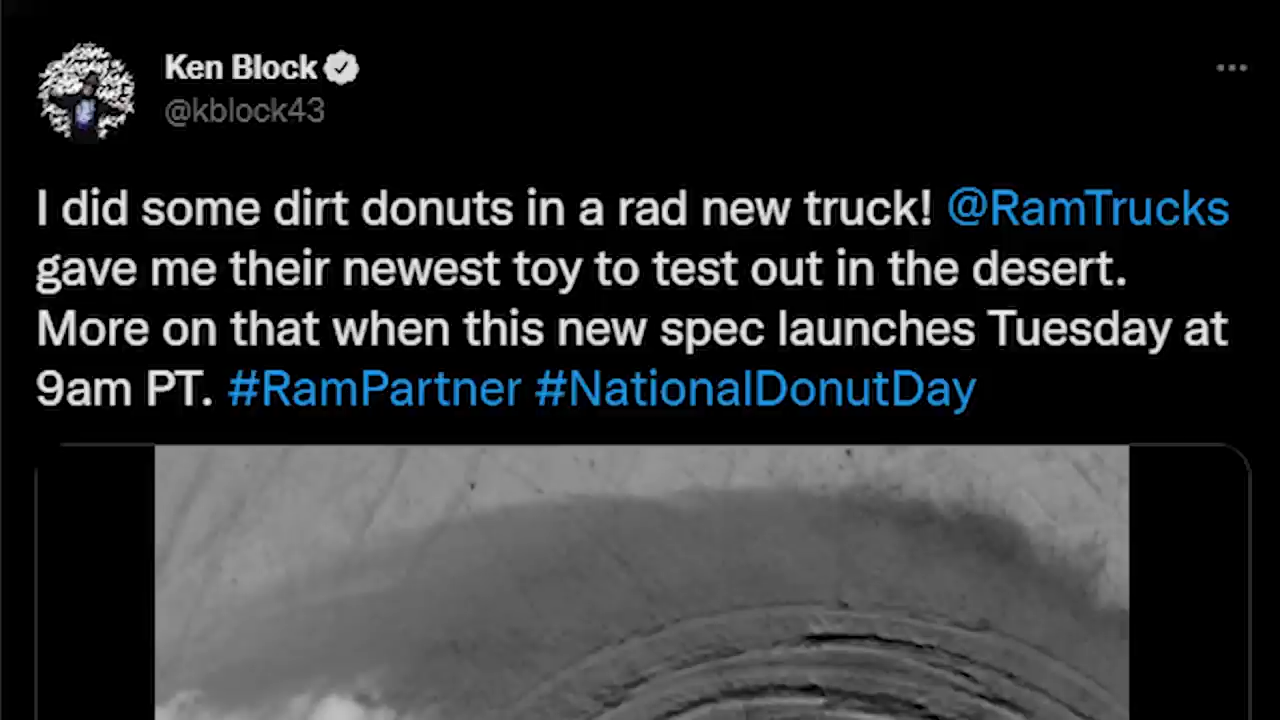 Ken Block
@kblock43
I did some dirt donuts in a rad new truck! @RamTrucks
gave me their newest toy to test out in the desert.
More on that when this new spec launches Tuesday at
9am PT. #RamPartner #NationalDonutDay